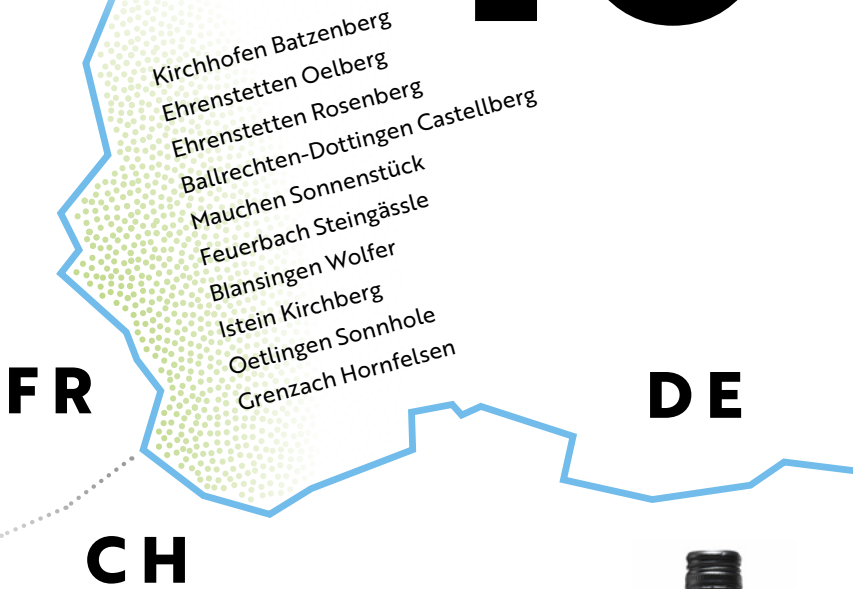 Kirchhofen Batzenberg
Ehrenstetten Oelberg
Ehrenstetten Rosenberg
Ballrechten-Dottingen Castellberg
Mauchen Sonnenstück
Feuerbach Steingässle
Blansingen Wolfer
Istein Kirchberg
Oetlingen Sonnhole
Grenzach Hornfelsen
FR
DE
CH